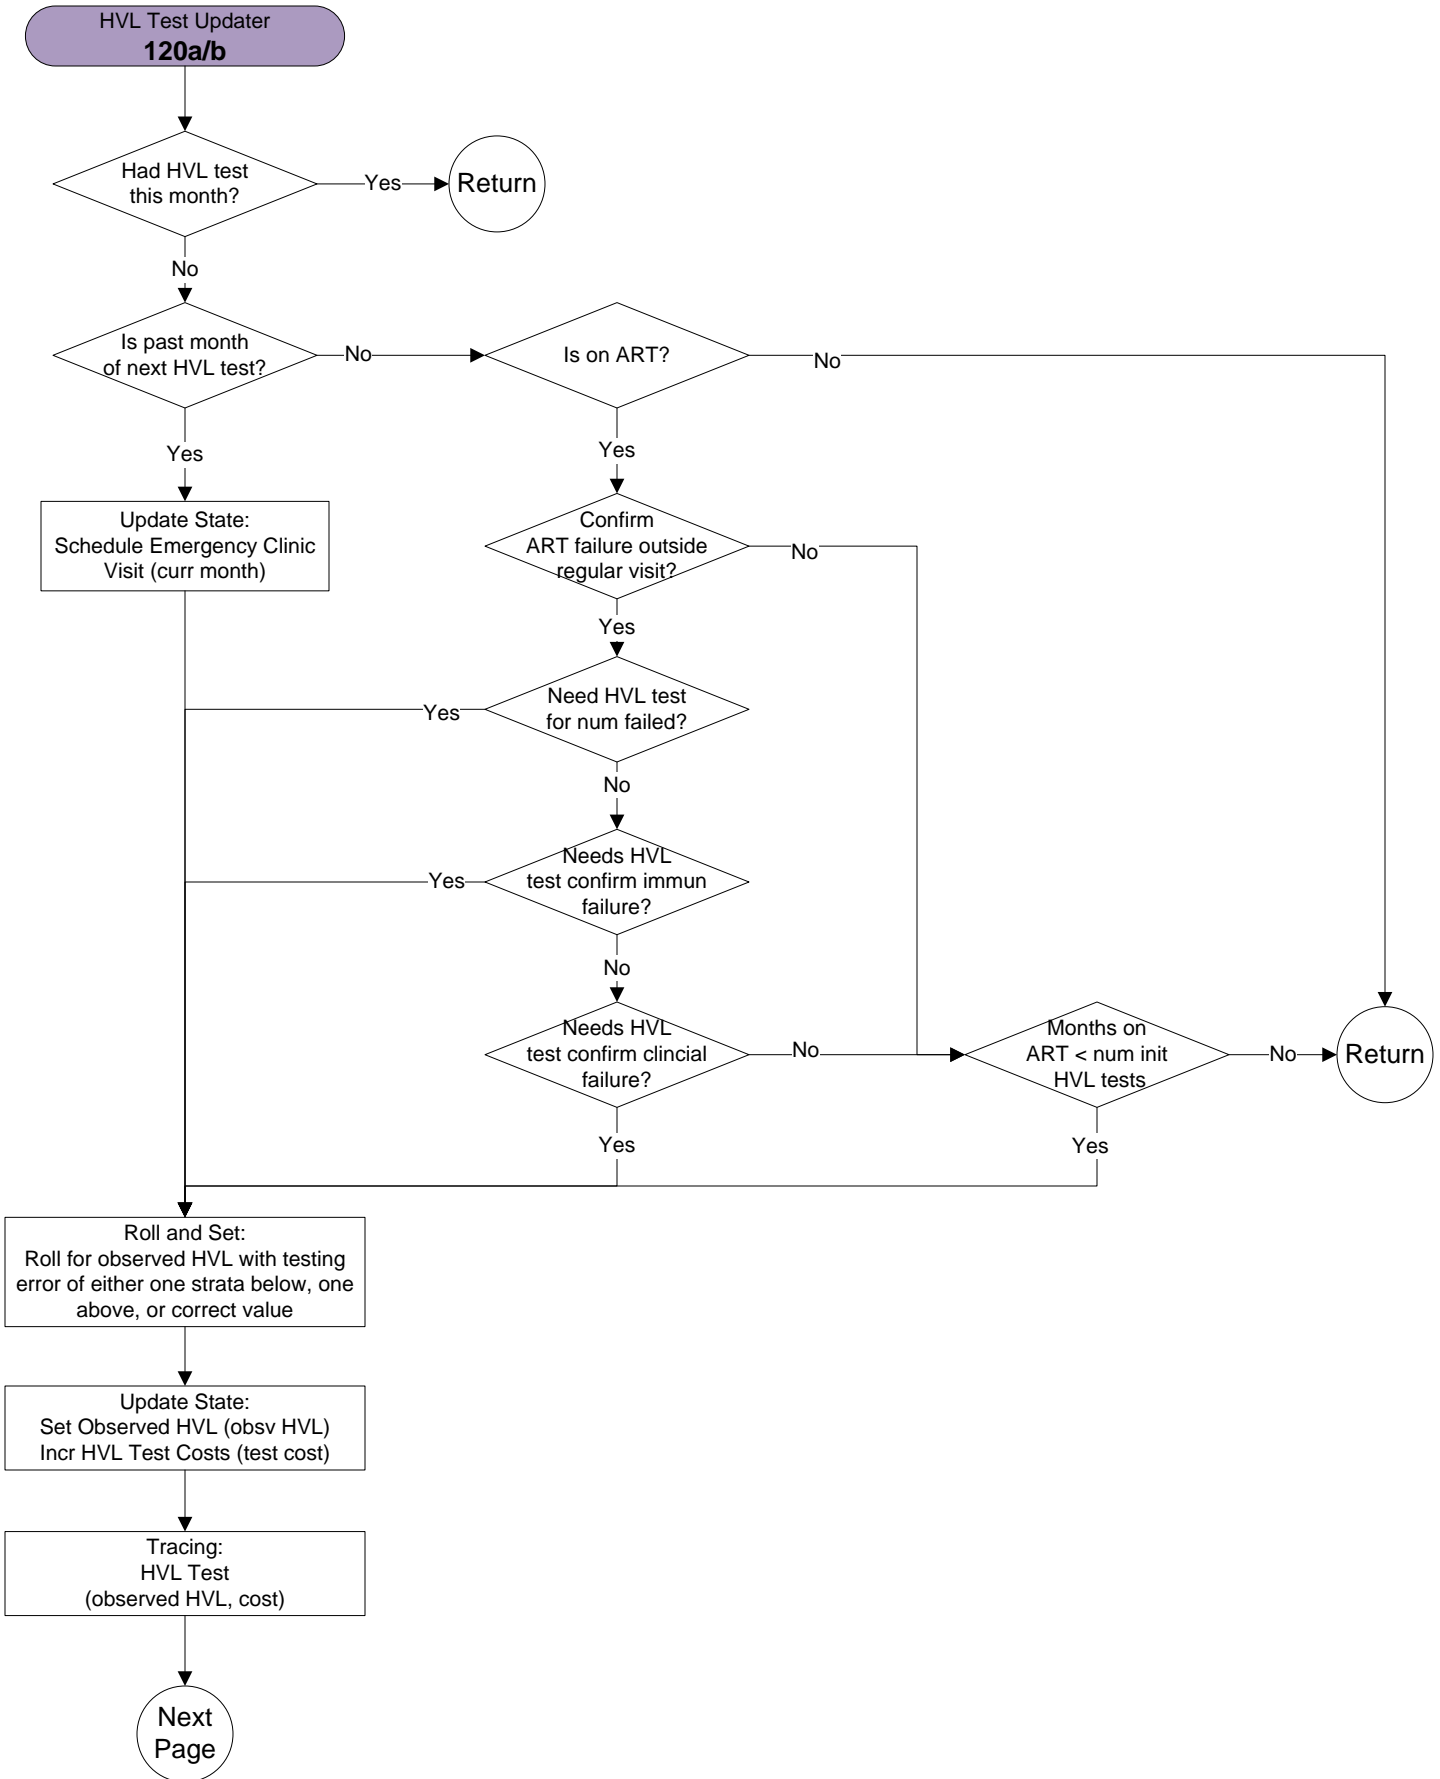 HVL Test Updater
120a/b
Had HVL test
this month?
Yes
Return
No
Is past month
of next HVL test?
No
Is on ART?
No
Yes
Yes
Update State:
Schedule Emergency Clinic
Visit (curr month)
Confirm
ART failure outside
regular visit?
No
Yes
Need HVL test
for num failed?
Yes
No
Needs HVL
test confirm immun
failure?
Yes
No
Needs HVL
test confirm clincial
failure?
No
Months on
ART < num init
HVL tests
No
Return
Yes
Yes
Roll and Set:
Roll for observed HVL with testing
error of either one strata below, one
above, or correct value
Update State:
Set Observed HVL (obsv HVL)
Incr HVL Test Costs (test cost)
Tracing:
HVL Test
(observed HVL, cost)
Next
Page